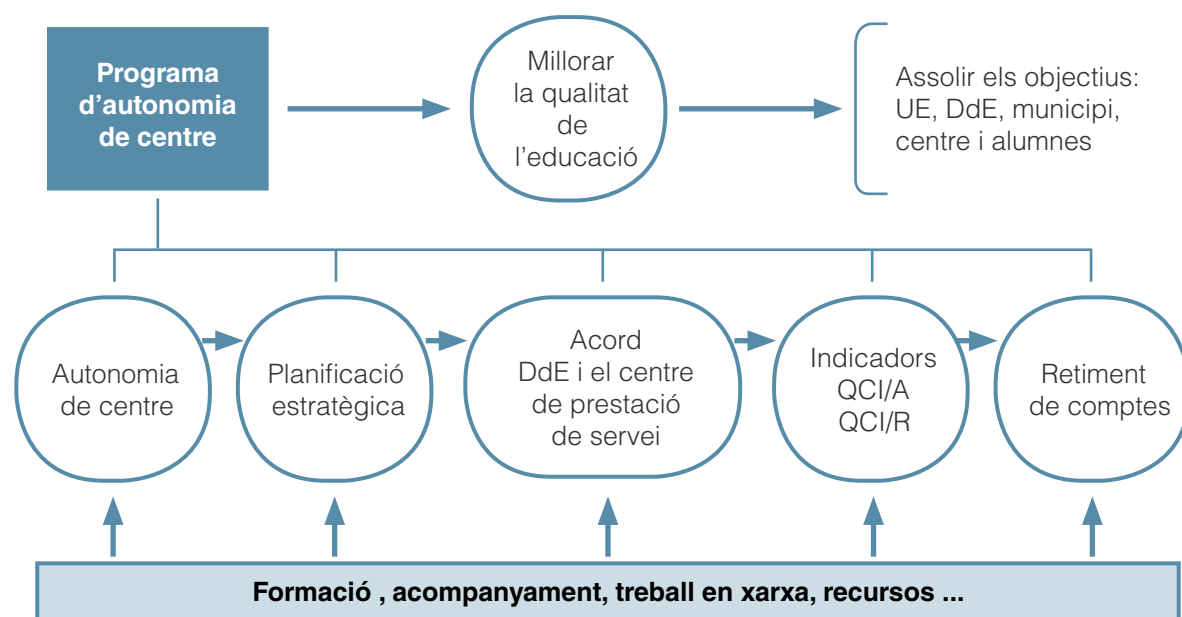 Programa
d’autonomia
de centre
Millorar
la qualitat
de
l’educació
Assolir els objectius:
UE, DdE, municipi,
centre i alumnes
Autonomia
de centre
Planificació
estratègica
Acord
DdE i el centre
de prestació
de servei
Indicadors
QCI/A
QCI/R
Retiment
de comptes
Formació , acompanyament, treball en xarxa, recursos ...